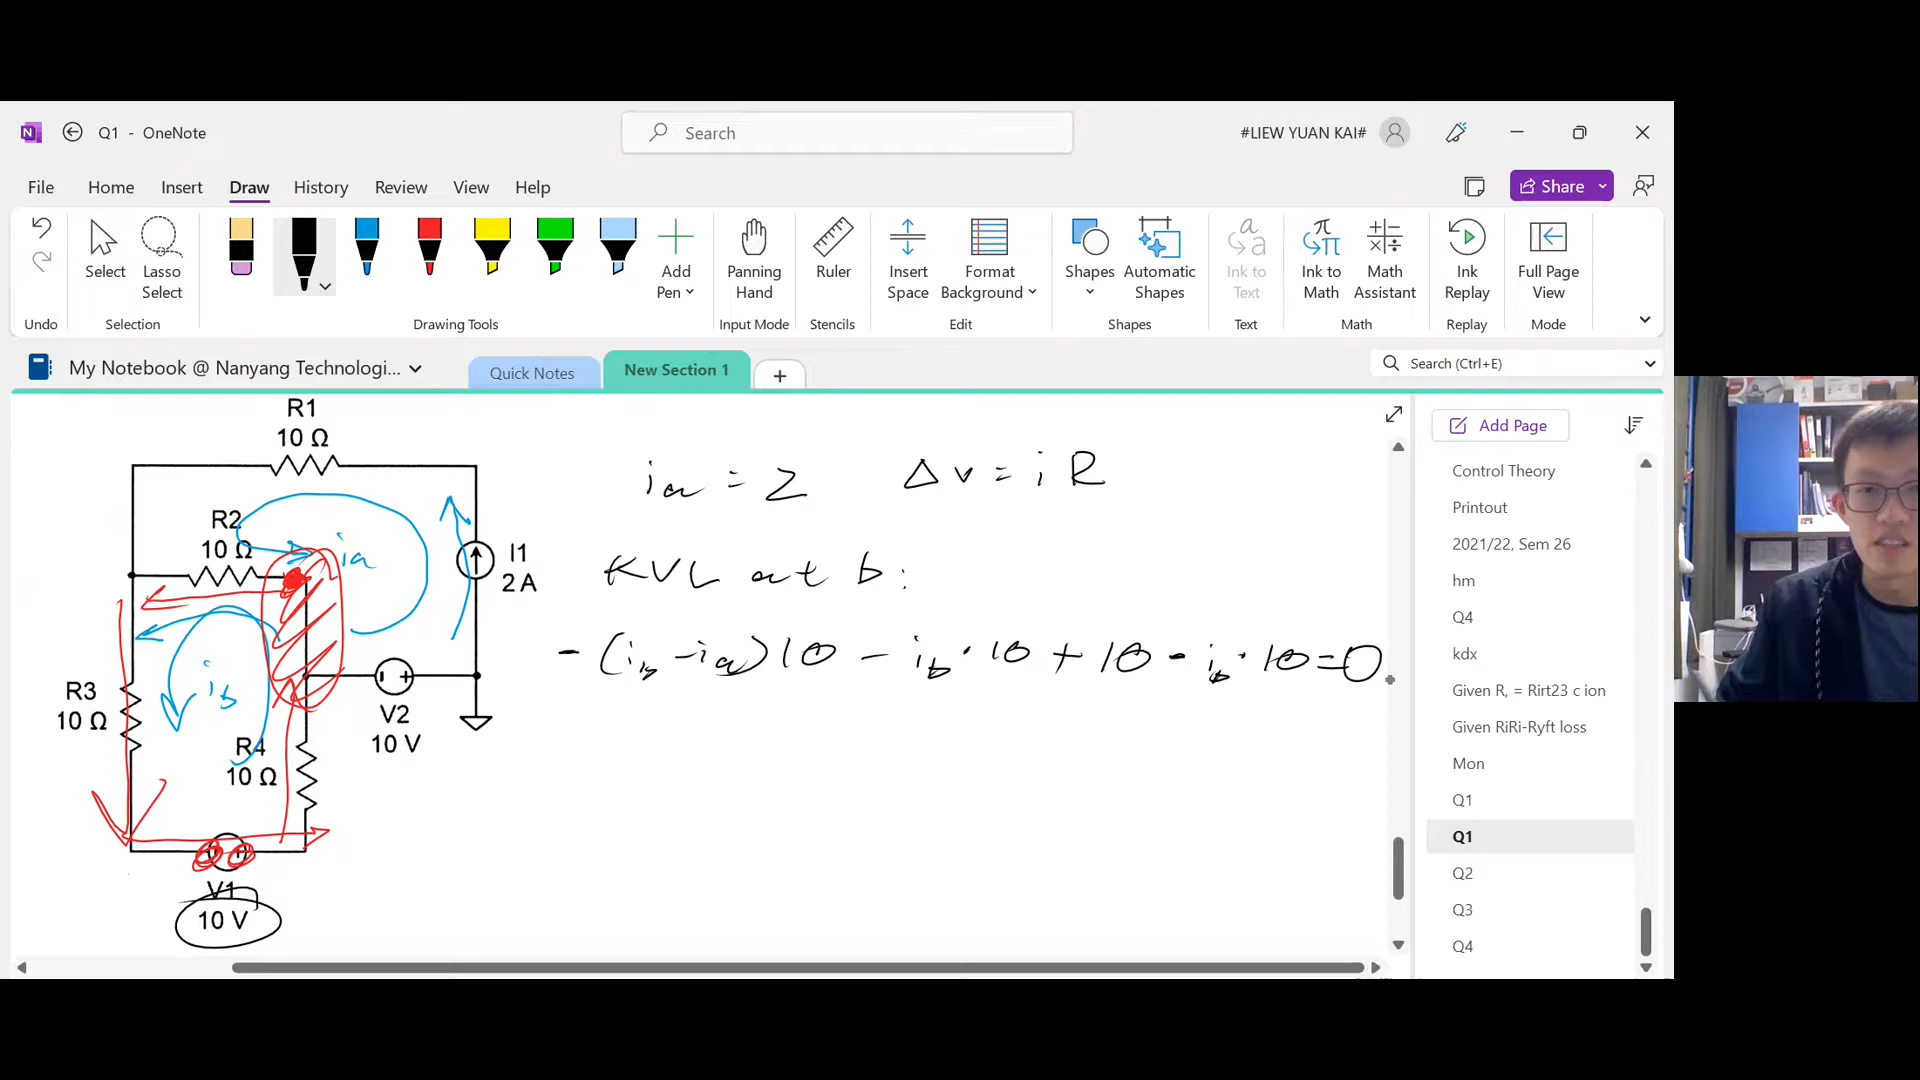 Q1 - OneNote
Search
#LIEW YUAN KAI#
File Home Insert Draw History Review View Help
Share
Undo
Select
Lasso Select
Selection
Drawing Tools
Add Pen
Panning Hand
Input Mode
Ruler
Stencils
Insert Space
Format Background
Edit
Shapes
Automatic Shapes
Shapes
Ink to Text
Text
Ink to Math
Math Assistant
Math
Ink Replay
Replay
Full Page View
Mode
My Notebook @ Nanyang Technologi...
Quick Notes
New Section 1
+
Search (Ctrl+E)
R1
10 Ω
R2
10 Ω
ia
I1
2 A
R3
10 Ω
ib
V2
10 V
R4
10 Ω
V1
10 V
ia = 2 Δv = iR
KVL at b:
-(ib - ia)10 - ib·10 + 10 - ib·10 = 0
Add Page
Control Theory
Printout
2021/22, Sem 26
hm
Q4
kdx
Given R, = Rirt23 c ion
Given RiRi-Ryft loss
Mon
Q1
Q1
Q2
Q3
Q4